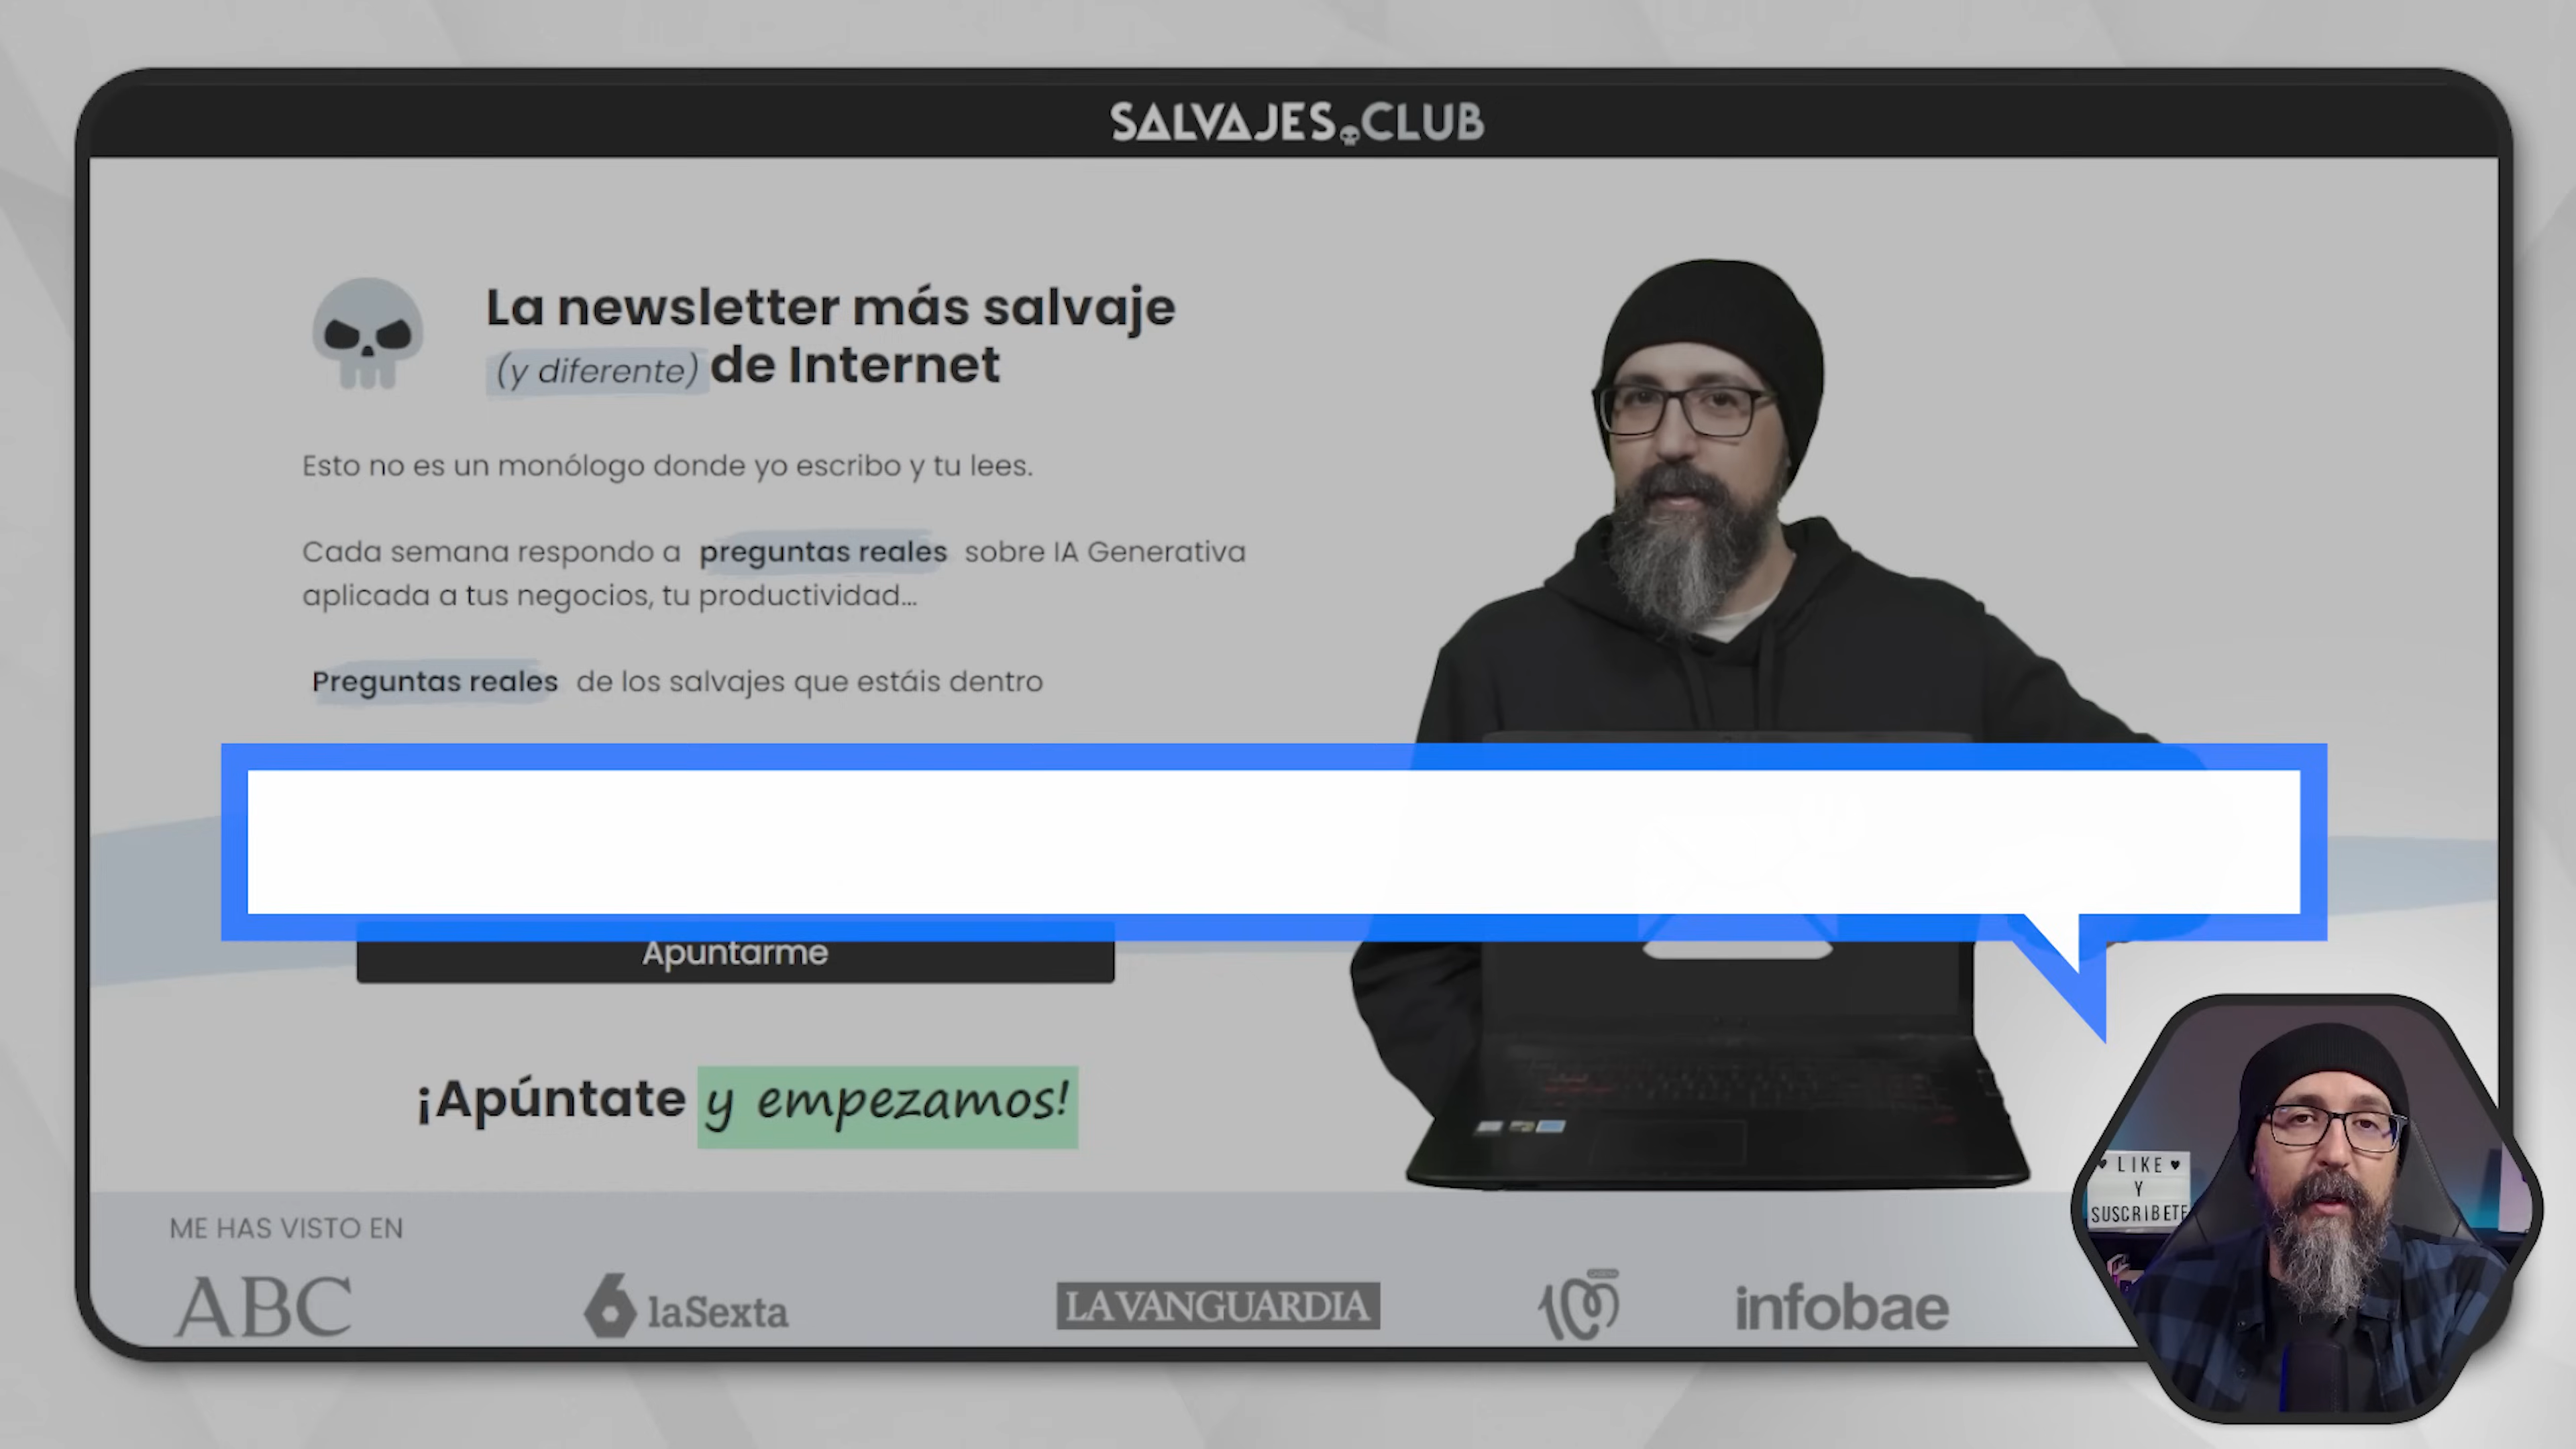 SALVAJES.CLUB
La newsletter más salvaje
(y diferente) de Internet
Esto no es un monólogo donde yo escribo y tu lees.
Cada semana respondo a preguntas reales sobre IA Generativa
aplicada a tus negocios, tu productividad...
Preguntas reales de los salvajes que estáis dentro
Apuntarme
¡Apúntate y empezamos!
LIKE
Y
SUSCRIBETE
ME HAS VISTO EN
ABC
6 laSexta
LA VANGUARDIA
100
infobae